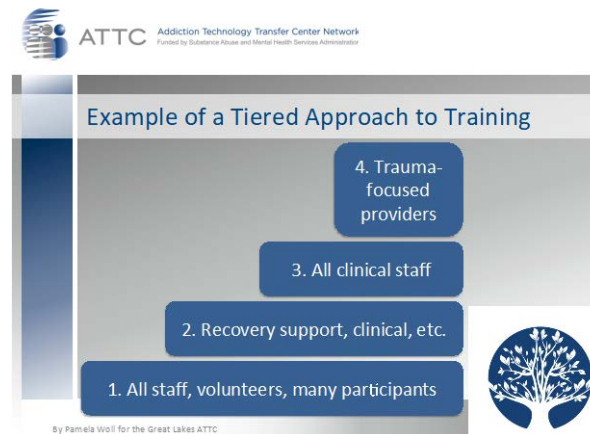 ATTC Addiction Technology Transfer Center Network
Funded by Substance Abuse and Mental Health Services Administration
Example of a Tiered Approach to Training
4. Trauma-
focused
providers
3. All clinical staff
2. Recovery support, clinical, etc.
1. All staff, volunteers, many participants
By Pamela Woll for the Great Lakes ATTC